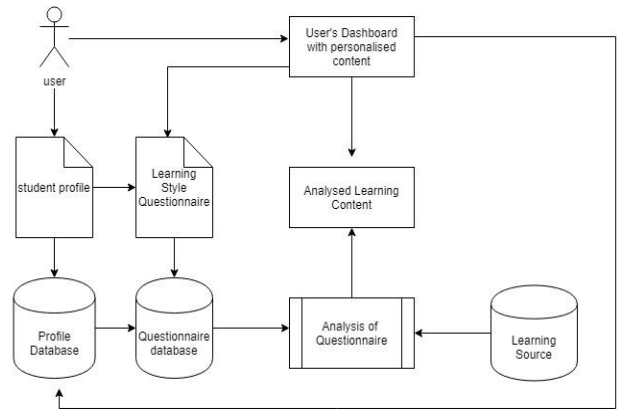 User's Dashboard
with personalised
content
user
student profile
Learning
Style
Questionnaire
Analysed Learning
Content
Profile
Database
Questionnaire
database
Analysis of
Questionnaire
Learning
Source